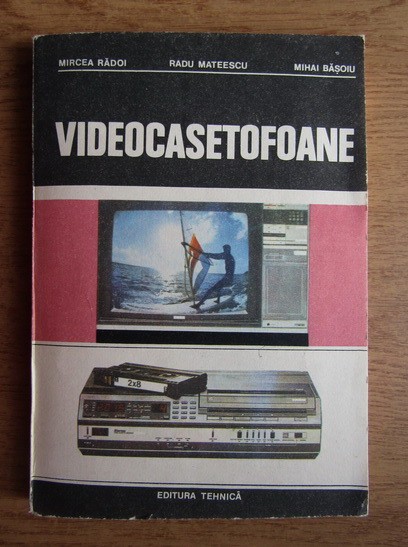 MIRCEA RĂDOI RADU MATEESCU MIHAI BĂȘOIU
VIDEOCASETOFOANE
2x8
EDITURA TEHNICĂ